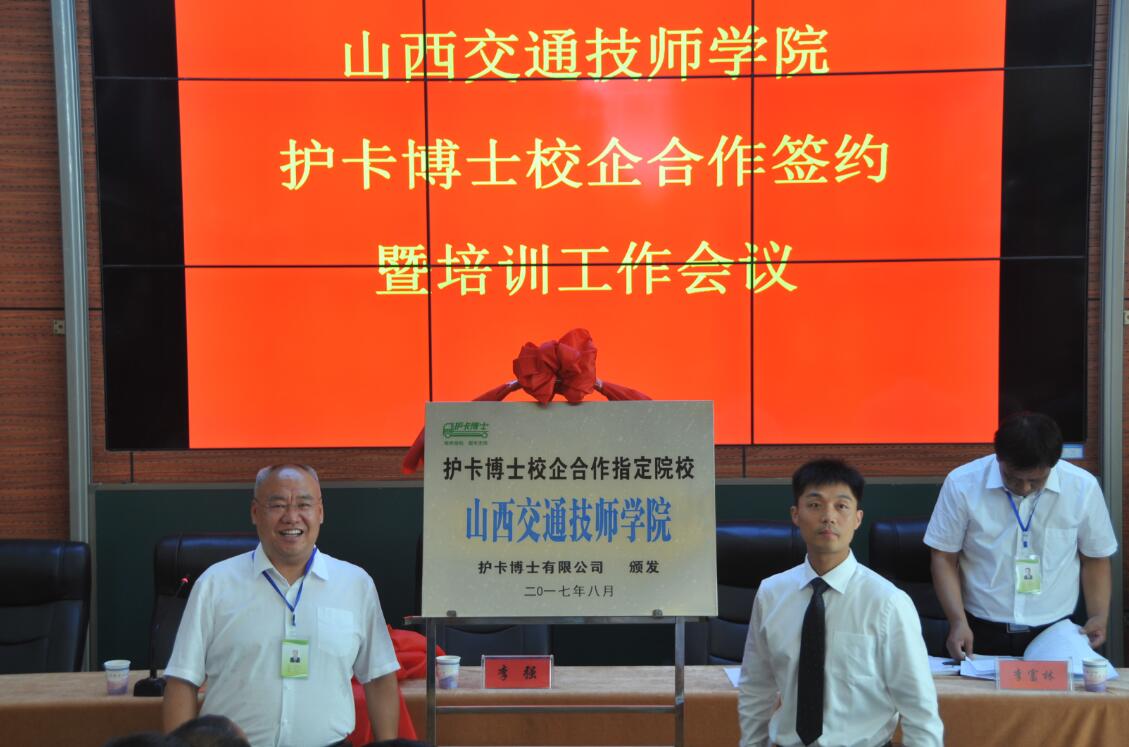 山西交通技师学院
护卡博士校企合作签约
暨培训工作会议
护卡博士
护卡博士校企合作指定院校
山西交通技师学院
护卡博士有限公司 颁发
二0一七年八月
李强
李富林